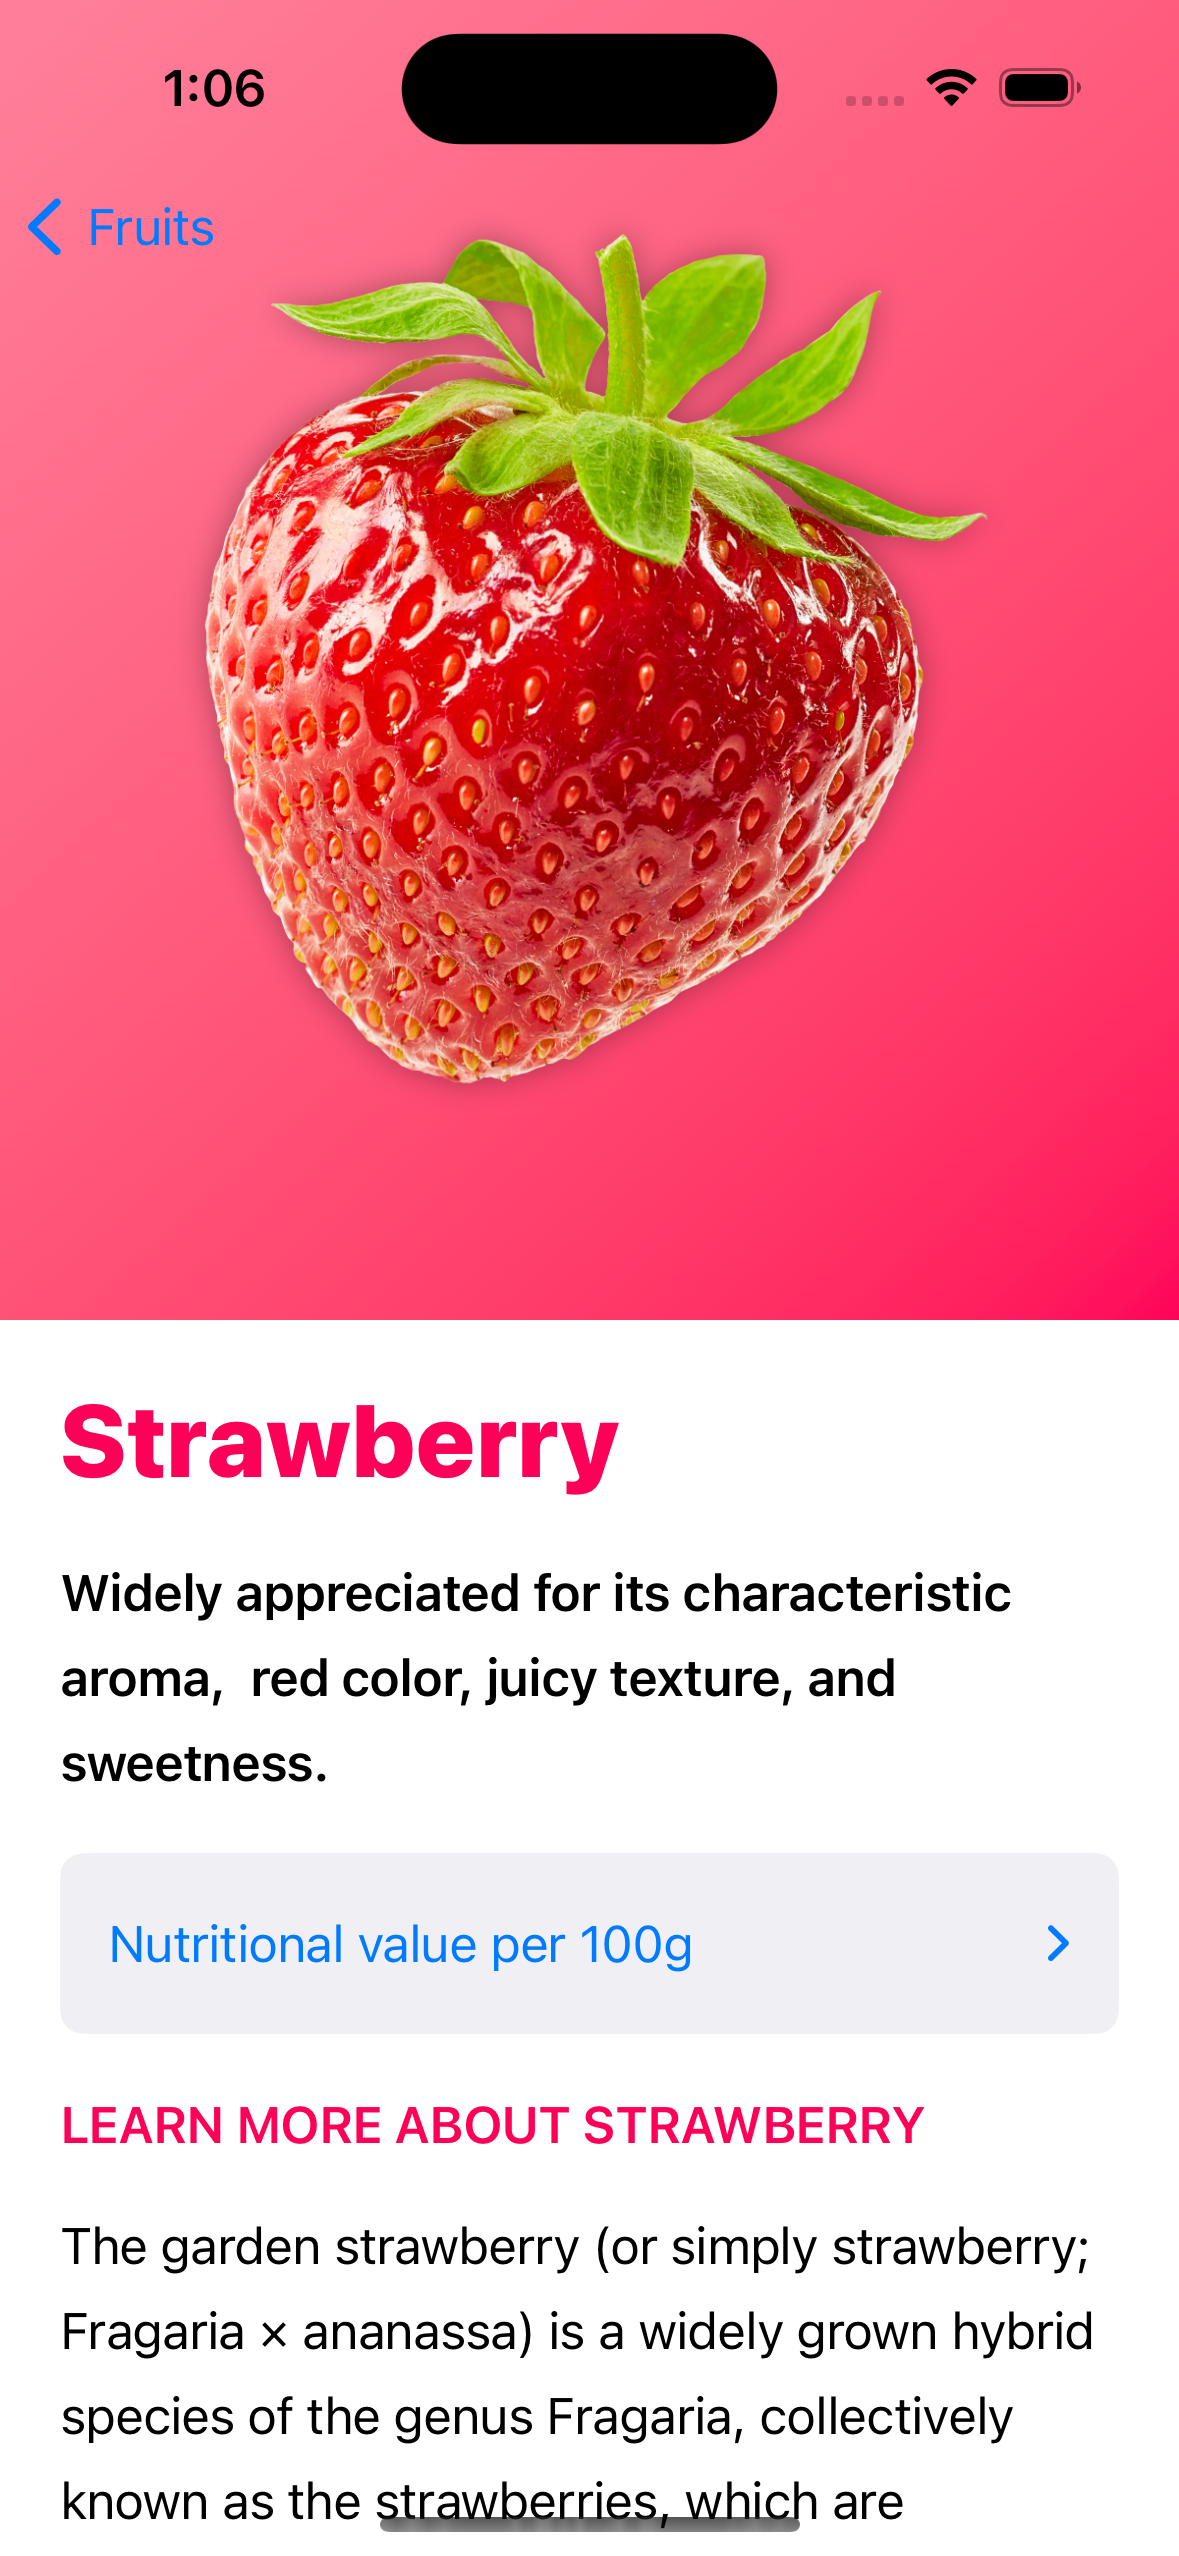 1:06
Fruits
Strawberry
Widely appreciated for its characteristic
aroma,  red color, juicy texture, and
sweetness.
Nutritional value per 100g
LEARN MORE ABOUT STRAWBERRY
The garden strawberry (or simply strawberry;
Fragaria × ananassa) is a widely grown hybrid
species of the genus Fragaria, collectively
known as the strawberries, which are